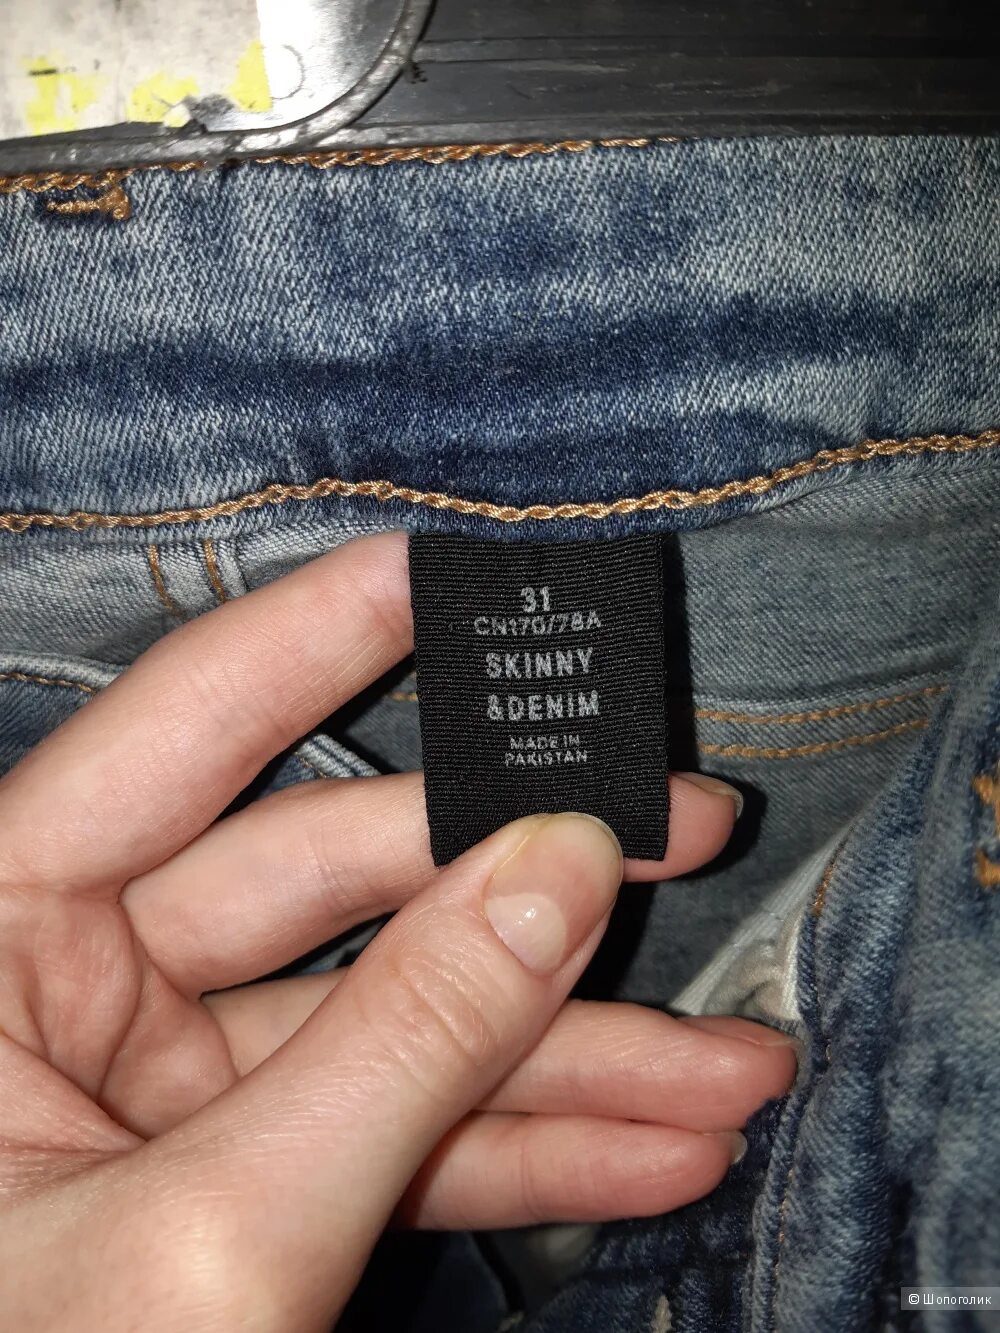 31
CN170/78A
SKINNY
&DENIM
MADE IN
PAKISTAN
© Шопоголик